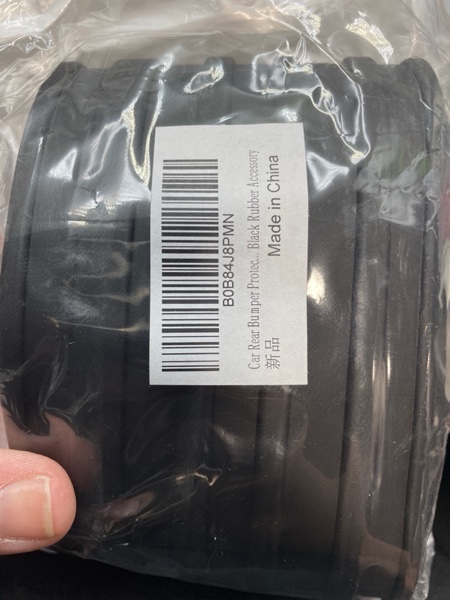 B0B84J8PMN
Car Rear Bumper Protec... Black Rubber Accessory
新品
Made in China